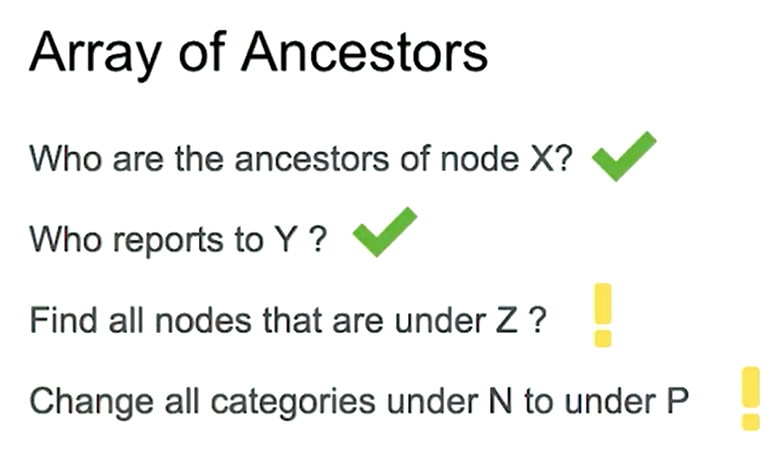 Array of Ancestors
Who are the ancestors of node X?
Who reports to Y ?
Find all nodes that are under Z ?
Change all categories under N to under P